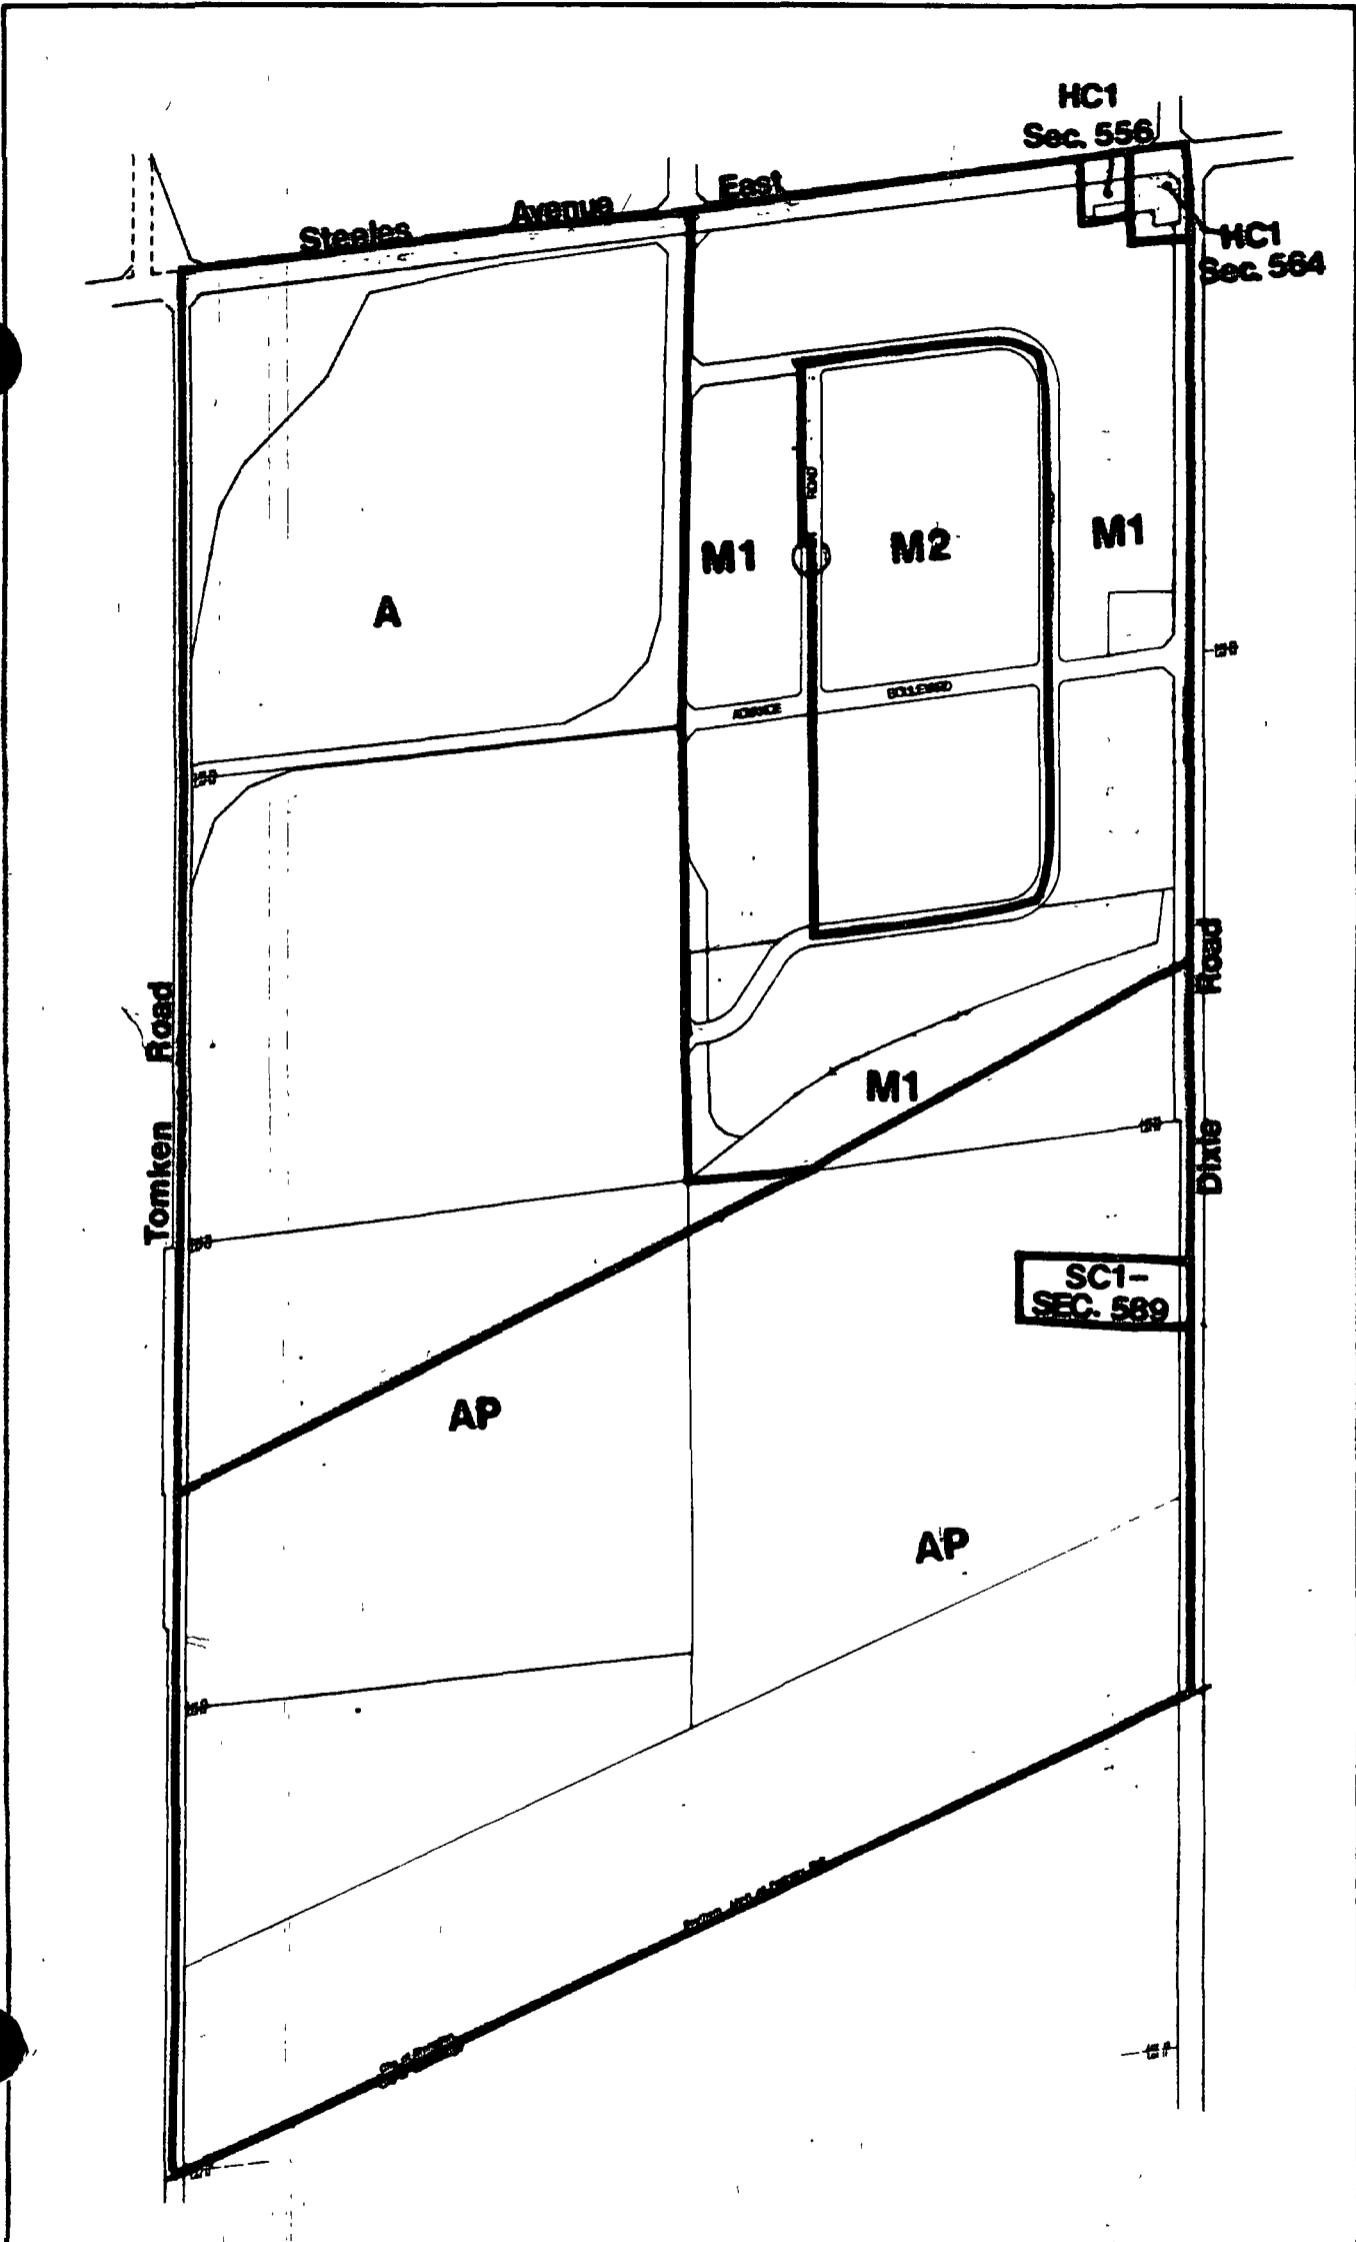 HC1
Sec. 556
Steeles Avenue East
HC1
Sec. 564
ROAD
M1
M2
M1
A
ADVANCE BOULEVARD
Tomken Road
Dixie Road
M1
SC1-
SEC. 589
AP
AP